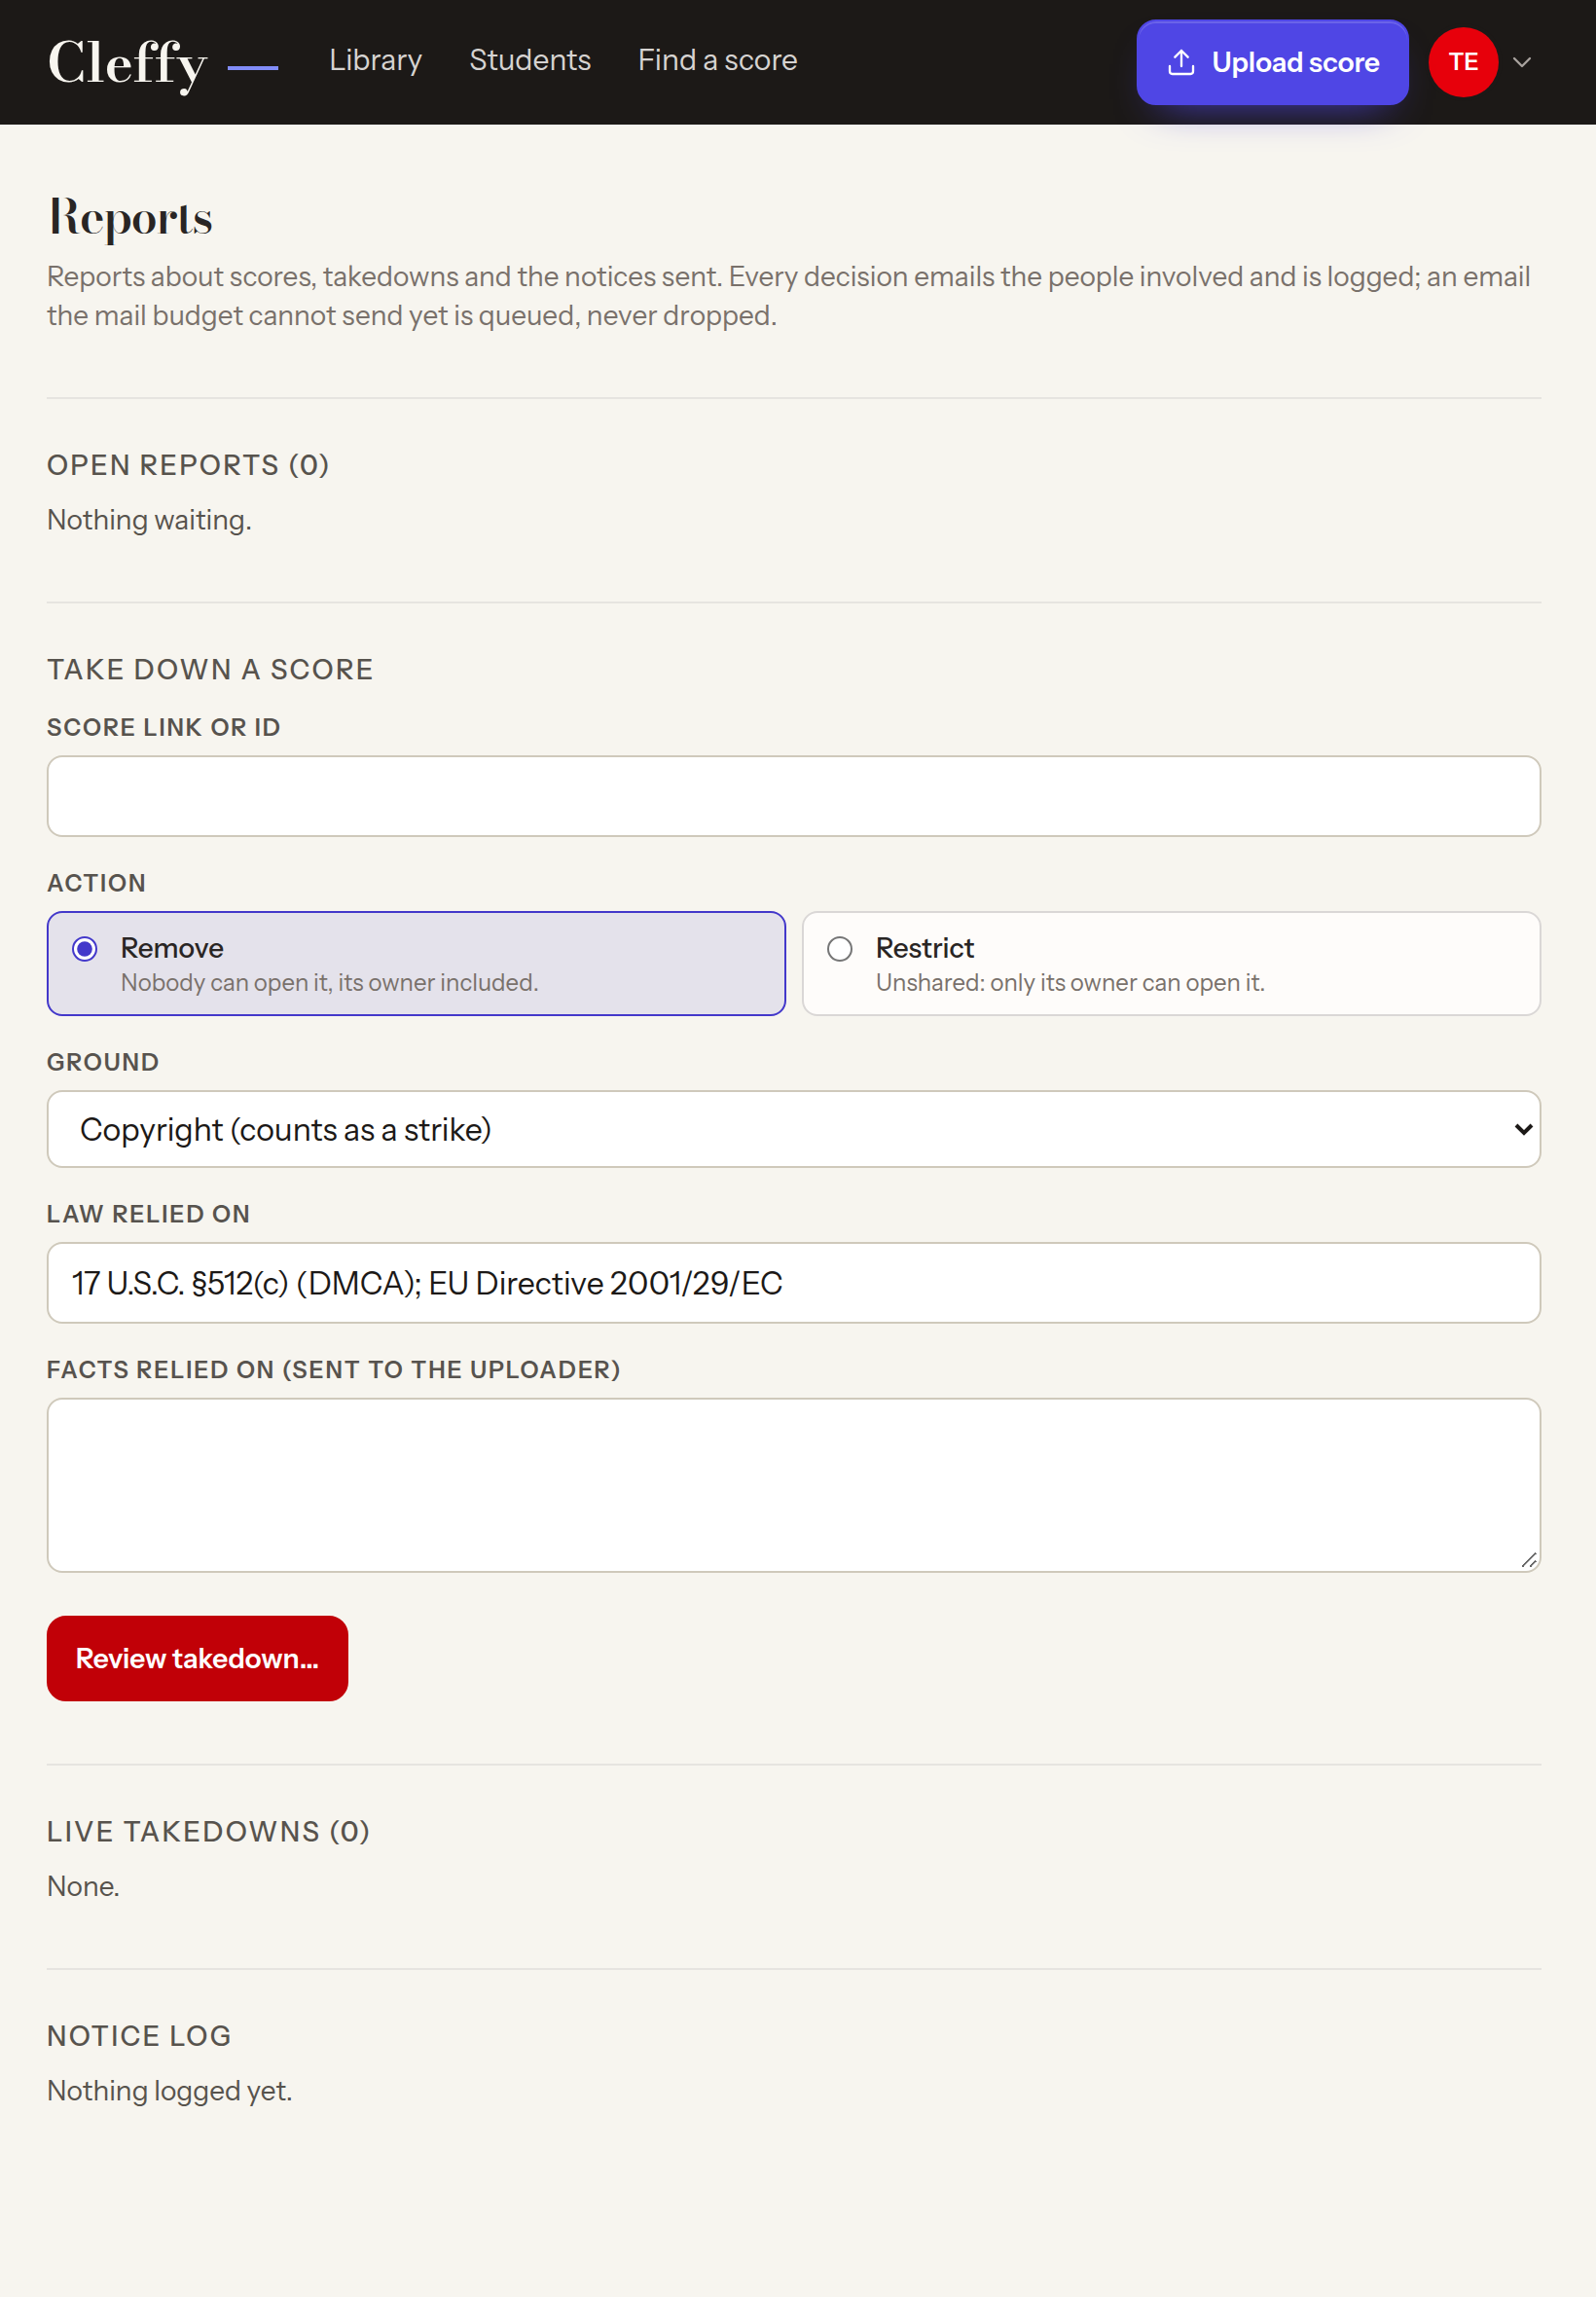 Cleffy
Library
Students
Find a score
Upload score
TE
Reports
Reports about scores, takedowns and the notices sent. Every decision emails the people involved and is logged; an email
the mail budget cannot send yet is queued, never dropped.
OPEN REPORTS (0)
Nothing waiting.
TAKE DOWN A SCORE
SCORE LINK OR ID
ACTION
Remove
Nobody can open it, its owner included.
Restrict
Unshared: only its owner can open it.
GROUND
Copyright (counts as a strike)
LAW RELIED ON
17 U.S.C. §512(c) (DMCA); EU Directive 2001/29/EC
FACTS RELIED ON (SENT TO THE UPLOADER)
Review takedown...
LIVE TAKEDOWNS (0)
None.
NOTICE LOG
Nothing logged yet.